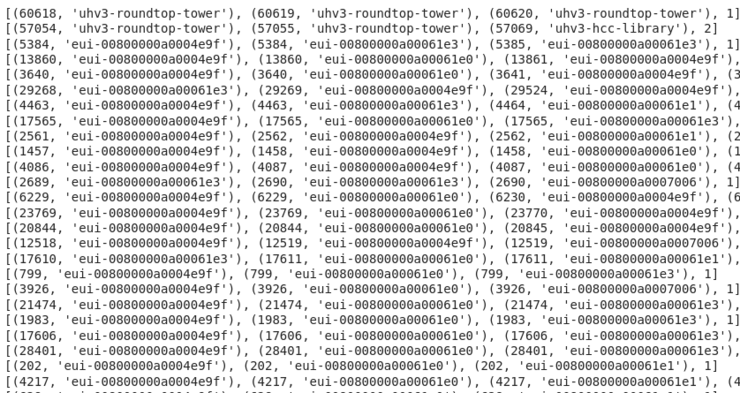 [(60618, 'uhv3-roundtop-tower'), (60619, 'uhv3-roundtop-tower'), (60620, 'uhv3-roundtop-tower'), 1]
[(57054, 'uhv3-roundtop-tower'), (57055, 'uhv3-roundtop-tower'), (57069, 'uhv3-hcc-library'), 2]
[(5384, 'eui-00800000a0004e9f'), (5384, 'eui-00800000a00061e3'), (5385, 'eui-00800000a00061e3'), 1]
[(13860, 'eui-00800000a0004e9f'), (13860, 'eui-00800000a00061e0'), (13861, 'eui-00800000a0004e9f'),
[(3640, 'eui-00800000a0004e9f'), (3640, 'eui-00800000a00061e0'), (3641, 'eui-00800000a0004e9f'), (3
[(29268, 'eui-00800000a00061e3'), (29269, 'eui-00800000a0004e9f'), (29524, 'eui-00800000a0004e9f'),
[(4463, 'eui-00800000a0004e9f'), (4463, 'eui-00800000a00061e3'), (4464, 'eui-00800000a00061e1'), (4
[(17565, 'eui-00800000a0004e9f'), (17565, 'eui-00800000a00061e0'), (17565, 'eui-00800000a00061e3'),
[(2561, 'eui-00800000a0004e9f'), (2562, 'eui-00800000a0004e9f'), (2562, 'eui-00800000a00061e1'), (2
[(1457, 'eui-00800000a0004e9f'), (1458, 'eui-00800000a0004e9f'), (1458, 'eui-00800000a00061e0'), (1
[(4086, 'eui-00800000a0004e9f'), (4087, 'eui-00800000a0004e9f'), (4087, 'eui-00800000a00061e0'), (4
[(2689, 'eui-00800000a00061e3'), (2690, 'eui-00800000a00061e3'), (2690, 'eui-00800000a0007006'), 1]
[(6229, 'eui-00800000a0004e9f'), (6229, 'eui-00800000a00061e0'), (6230, 'eui-00800000a0004e9f'), (6
[(23769, 'eui-00800000a0004e9f'), (23769, 'eui-00800000a00061e0'), (23770, 'eui-00800000a0004e9f'),
[(20844, 'eui-00800000a0004e9f'), (20844, 'eui-00800000a00061e0'), (20845, 'eui-00800000a0004e9f'),
[(12518, 'eui-00800000a0004e9f'), (12519, 'eui-00800000a0004e9f'), (12519, 'eui-00800000a0007006'),
[(17610, 'eui-00800000a00061e3'), (17611, 'eui-00800000a00061e0'), (17611, 'eui-00800000a00061e1'),
[(799, 'eui-00800000a0004e9f'), (799, 'eui-00800000a00061e0'), (799, 'eui-00800000a00061e3'), 1]
[(3926, 'eui-00800000a0004e9f'), (3926, 'eui-00800000a00061e0'), (3926, 'eui-00800000a0007006'), 1]
[(21474, 'eui-00800000a0004e9f'), (21474, 'eui-00800000a00061e0'), (21474, 'eui-00800000a00061e3'),
[(1983, 'eui-00800000a0004e9f'), (1983, 'eui-00800000a00061e0'), (1983, 'eui-00800000a00061e3'), 1]
[(17606, 'eui-00800000a0004e9f'), (17606, 'eui-00800000a00061e0'), (17606, 'eui-00800000a00061e3'),
[(28401, 'eui-00800000a0004e9f'), (28401, 'eui-00800000a00061e0'), (28401, 'eui-00800000a00061e3'),
[(202, 'eui-00800000a0004e9f'), (202, 'eui-00800000a00061e0'), (202, 'eui-00800000a00061e1'), 1]
[(4217, 'eui-00800000a0004e9f'), (4217, 'eui-00800000a00061e0'), (4217, 'eui-00800000a00061e1'), (4